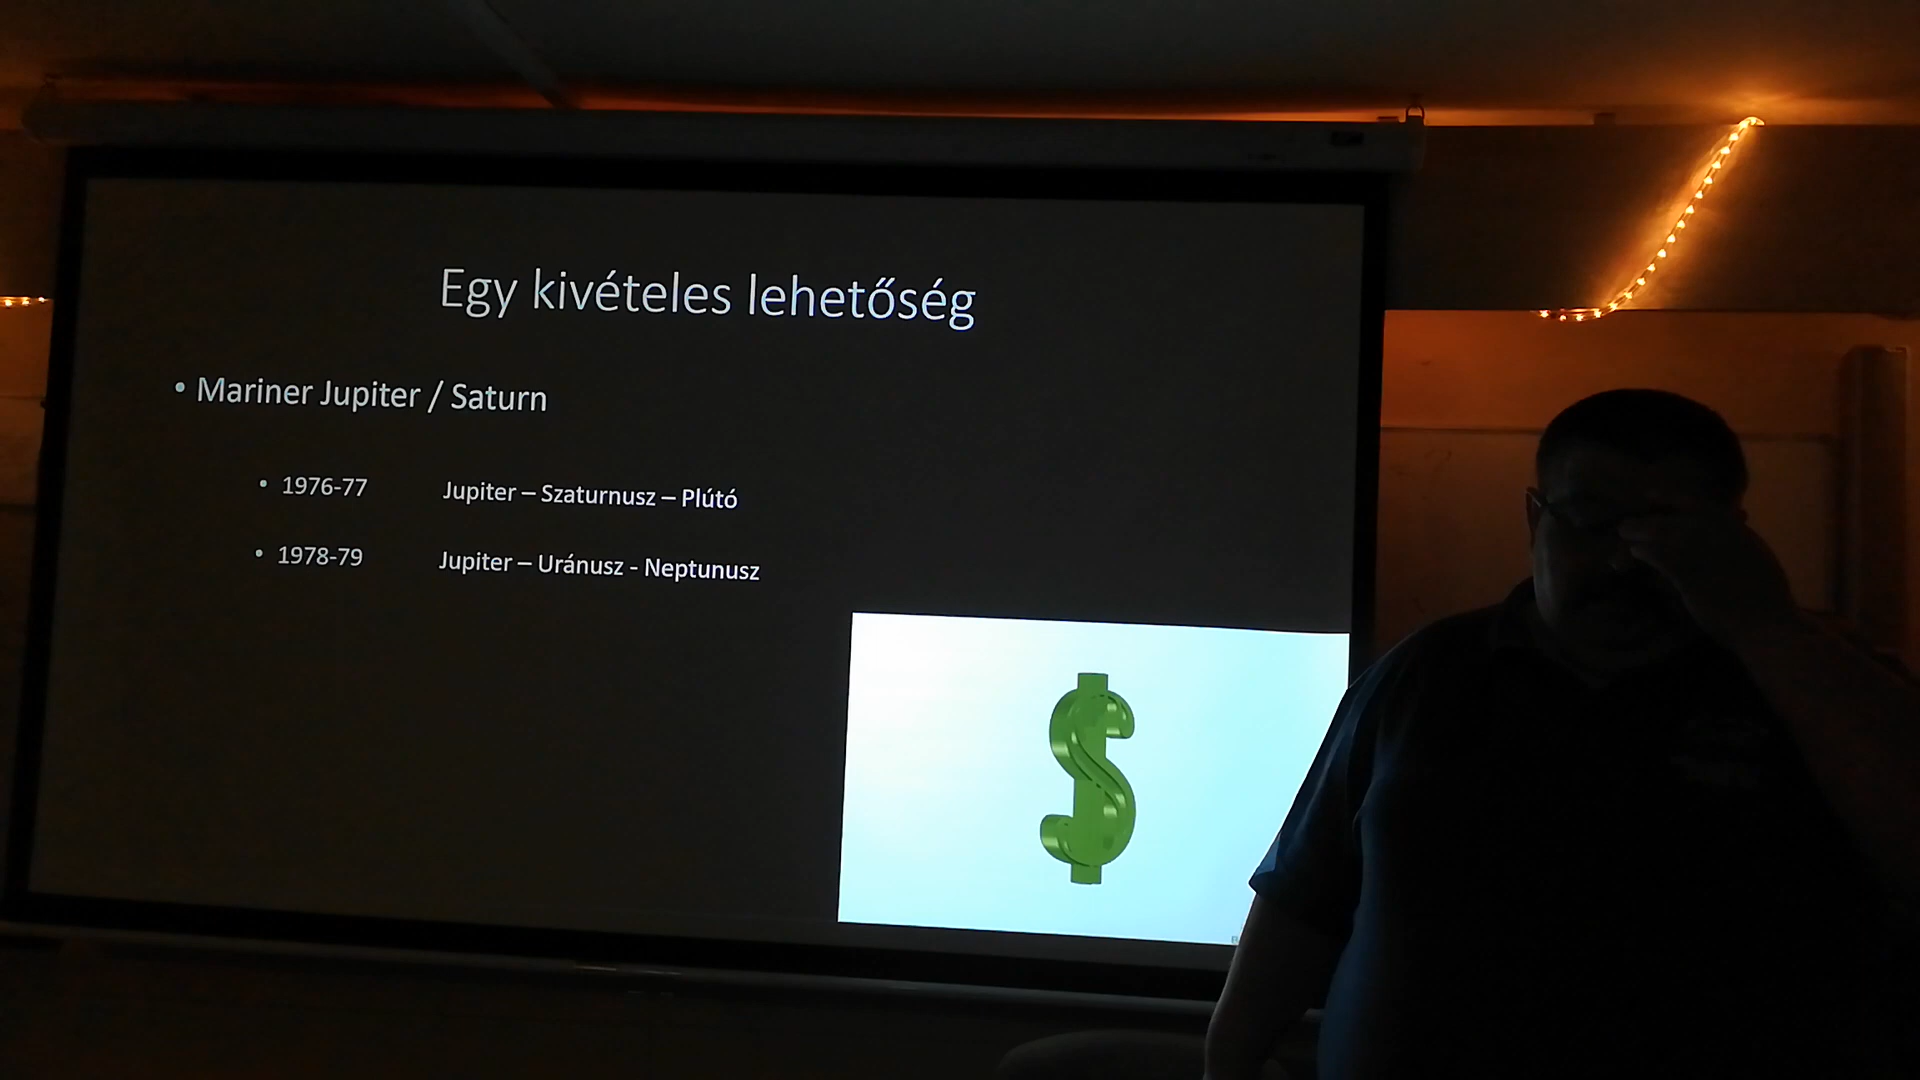 Egy kivételes lehetőség
• Mariner Jupiter / Saturn
• 1976-77 Jupiter – Szaturnusz – Plútó
• 1978-79 Jupiter – Uránusz - Neptunusz